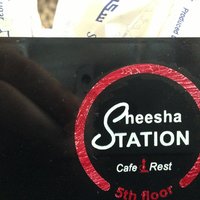 Sheesha
STATION
Cafe Rest
5th floor